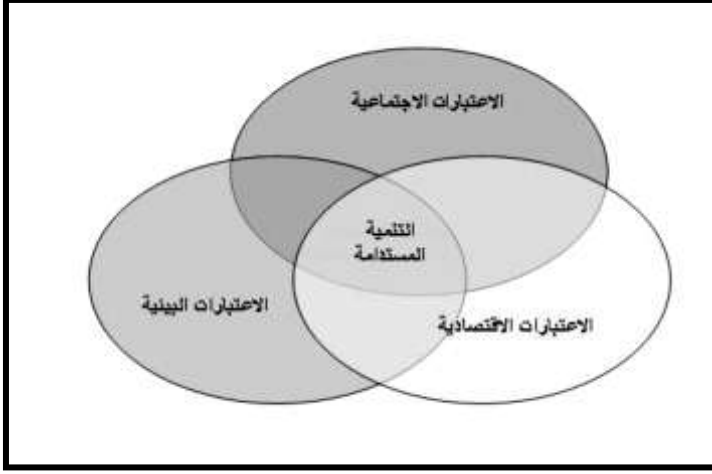 الاعتبارات الاجتماعية
التنمية
المستدامة
الاعتبارات البيئية
الاعتبارات الاقتصادية